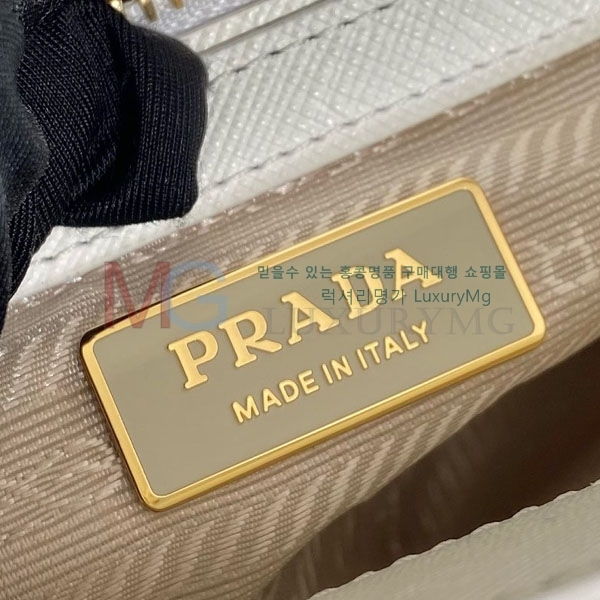 믿을수 있는 홍콩명품 구매대행 쇼핑몰
럭셔리명가 LuxuryMg
MG LUXURYMG
PRADA
MADE IN ITALY